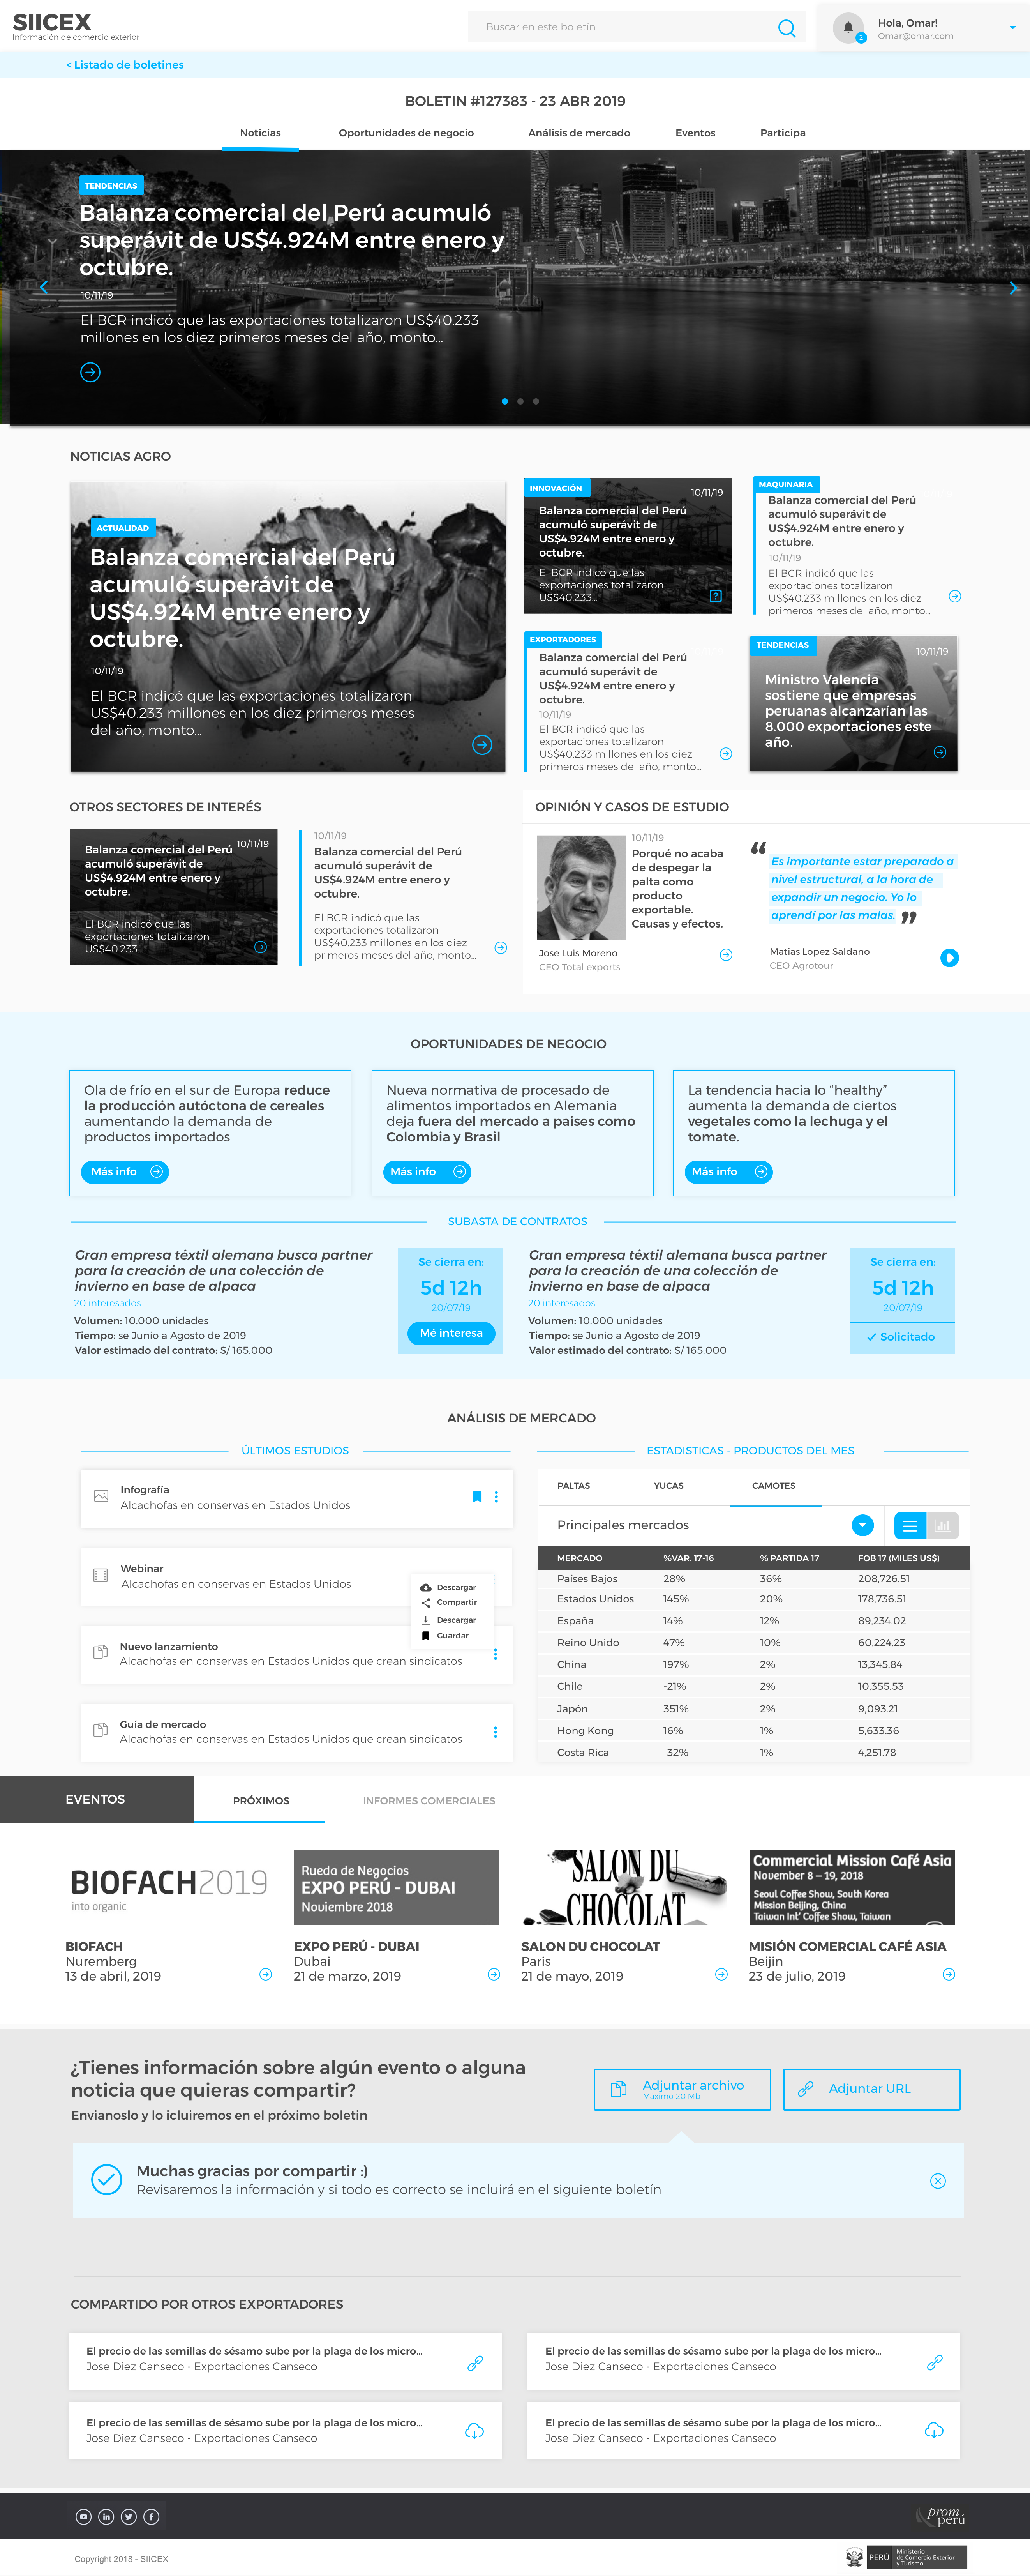 SIICEX
Información de comercio exterior
Buscar en este boletín
2
Hola, Omar!
Omar@omar.com
< Listado de boletines
BOLETIN #127383 - 23 ABR 2019
Noticias
Oportunidades de negocio
Análisis de mercado
Eventos
Participa
TENDENCIAS
Balanza comercial del Perú acumuló
superávit de US$4.924M entre enero y
octubre.
10/11/19
El BCR indicó que las exportaciones totalizaron US$40.233
millones en los diez primeros meses del año, monto...
NOTICIAS AGRO
ACTUALIDAD
Balanza comercial del Perú
acumuló superávit de
US$4.924M entre enero y
octubre.
10/11/19
El BCR indicó que las exportaciones totalizaron
US$40.233 millones en los diez primeros meses
del año, monto...
INNOVACIÓN
10/11/19
Balanza comercial del Perú
acumuló superávit de
US$4.924M entre enero y
octubre.
El BCR indicó que las
exportaciones totalizaron
US$40.233...
?
MAQUINARIA
Balanza comercial del Perú
acumuló superávit de
US$4.924M entre enero y
octubre.
10/11/19
El BCR indicó que las
exportaciones totalizaron
US$40.233 millones en los diez
primeros meses del año, monto...
EXPORTADORES
Balanza comercial del Perú
acumuló superávit de
US$4.924M entre enero y
octubre.
10/11/19
El BCR indicó que las
exportaciones totalizaron
US$40.233 millones en los diez
primeros meses del año, monto...
TENDENCIAS
10/11/19
Ministro Valencia
sostiene que empresas
peruanas alcanzarían las
8.000 exportaciones este
año.
OTROS SECTORES DE INTERÉS
10/11/19
Balanza comercial del Perú
acumuló superávit de
US$4.924M entre enero y
octubre.
El BCR indicó que las
exportaciones totalizaron
US$40.233...
10/11/19
Balanza comercial del Perú
acumuló superávit de
US$4.924M entre enero y
octubre.
El BCR indicó que las
exportaciones totalizaron
US$40.233 millones en los diez
primeros meses del año, monto...
OPINIÓN Y CASOS DE ESTUDIO
10/11/19
Porqué no acaba
de despegar la
palta como
producto
exportable.
Causas y efectos.
Jose Luis Moreno
CEO Total exports
“
Es importante estar preparado a
nivel estructural, a la hora de
expandir un negocio. Yo lo
aprendí por las malas. ”
Matias Lopez Saldano
CEO Agrotour
OPORTUNIDADES DE NEGOCIO
Ola de frío en el sur de Europa reduce
la producción autóctona de cereales
aumentando la demanda de
productos importados
Más info
Nueva normativa de procesado de
alimentos importados en Alemania
deja fuera del mercado a paises como
Colombia y Brasil
Más info
La tendencia hacia lo “healthy”
aumenta la demanda de ciertos
vegetales como la lechuga y el
tomate.
Más info
SUBASTA DE CONTRATOS
Gran empresa téxtil alemana busca partner
para la creación de una colección de
invierno en base de alpaca
20 interesados
Volumen: 10.000 unidades
Tiempo: se Junio a Agosto de 2019
Valor estimado del contrato: S/ 165.000
Se cierra en:
5d 12h
20/07/19
Mé interesa
Gran empresa téxtil alemana busca partner
para la creación de una colección de
invierno en base de alpaca
20 interesados
Volumen: 10.000 unidades
Tiempo: se Junio a Agosto de 2019
Valor estimado del contrato: S/ 165.000
Se cierra en:
5d 12h
20/07/19
Solicitado
ANÁLISIS DE MERCADO
ÚLTIMOS ESTUDIOS
Infografía
Alcachofas en conservas en Estados Unidos
Webinar
Alcachofas en conservas en Estados Unidos
Descargar
Compartir
Descargar
Guardar
Nuevo lanzamiento
Alcachofas en conservas en Estados Unidos que crean sindicatos
Guía de mercado
Alcachofas en conservas en Estados Unidos que crean sindicatos
ESTADISTICAS - PRODUCTOS DEL MES
PALTAS YUCAS CAMOTES
Principales mercados
MERCADO %VAR. 17-16 % PARTIDA 17 FOB 17 (MILES US$)
Países Bajos 28% 36% 208,726.51
Estados Unidos 145% 20% 178,736.51
España 14% 12% 89,234.02
Reino Unido 47% 10% 60,224.23
China 197% 2% 13,345.84
Chile -21% 2% 10,355.53
Japón 351% 2% 9,093.21
Hong Kong 16% 1% 5,633.36
Costa Rica -32% 1% 4,251.78
EVENTOS
PRÓXIMOS
INFORMES COMERCIALES
BIOFACH2019
into organic
BIOFACH
Nuremberg
13 de abril, 2019
Rueda de Negocios
EXPO PERÚ - DUBAI
Noviembre 2018
EXPO PERÚ - DUBAI
Dubai
21 de marzo, 2019
SALON DU
CHOCOLAT
SALON DU CHOCOLAT
Paris
21 de mayo, 2019
Commercial Mission Café Asia
November 8 – 19, 2018
Seoul Coffee Show, South Korea
Mission Beijing, China
Taiwan Int' Coffee Show, Taiwan
MISIÓN COMERCIAL CAFÉ ASIA
Beijin
23 de julio, 2019
¿Tienes información sobre algún evento o alguna
noticia que quieras compartir?
Envianoslo y lo icluiremos en el próximo boletin
Adjuntar archivo
Máximo 20 Mb
Adjuntar URL
Muchas gracias por compartir :)
Revisaremos la información y si todo es correcto se incluirá en el siguiente boletín
COMPARTIDO POR OTROS EXPORTADORES
El precio de las semillas de sésamo sube por la plaga de los micro...
Jose Diez Canseco - Exportaciones Canseco
El precio de las semillas de sésamo sube por la plaga de los micro...
Jose Diez Canseco - Exportaciones Canseco
El precio de las semillas de sésamo sube por la plaga de los micro...
Jose Diez Canseco - Exportaciones Canseco
El precio de las semillas de sésamo sube por la plaga de los micro...
Jose Diez Canseco - Exportaciones Canseco
in
f
prom
perú
Copyright 2018 - SIICEX
PERÚ
Ministerio
de Comercio Exterior
y Turismo